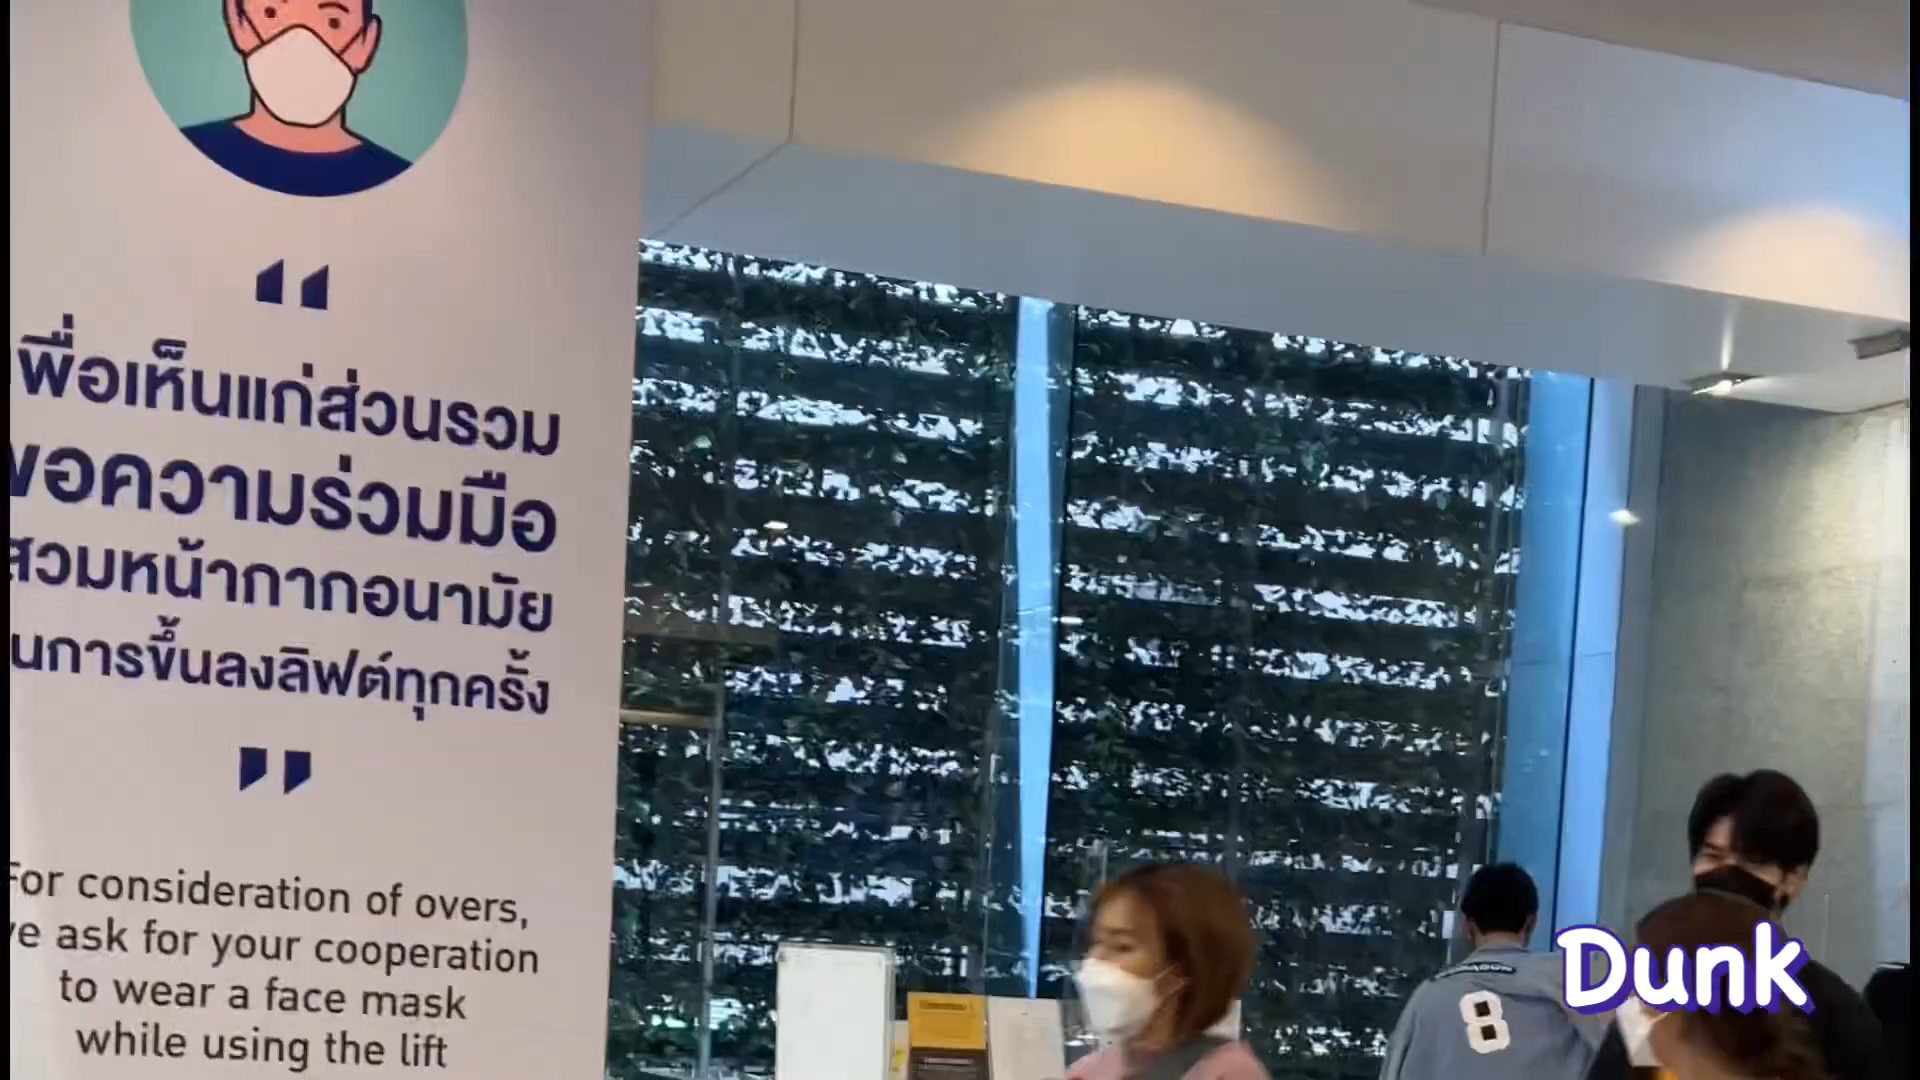 “
พื่อเห็นแก่ส่วนรวม
ขอความร่วมมือ
สวมหน้ากากอนามัย
นการขึ้นลงลิฟต์ทุกครั้ง
”
For consideration of overs,
we ask for your cooperation
to wear a face mask
while using the lift
8
Dunk